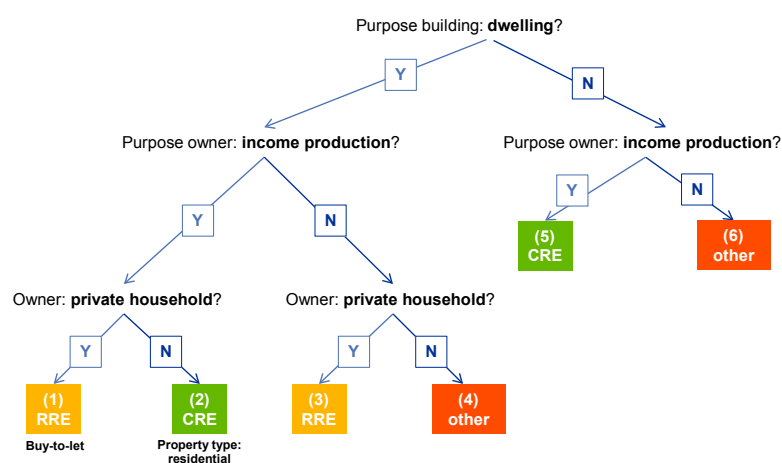 Purpose building: dwelling?
Y
N
Purpose owner: income production?
Purpose owner: income production?
Y
N
Y
N
(5)
CRE
(6)
other
Owner: private household?
Owner: private household?
Y
N
Y
N
(1)
RRE
(2)
CRE
(3)
RRE
(4)
other
Buy-to-let
Property type:
residential